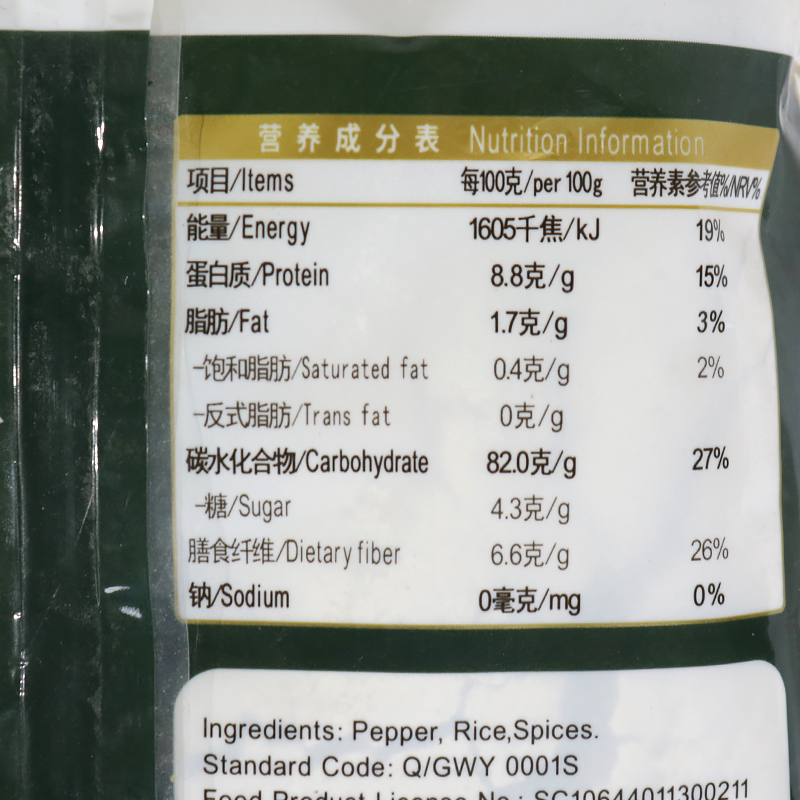 营养成分表 Nutrition Information
项目/Items 每100克/per 100g 营养素参考值%/NRV%
能量/Energy 1605千焦/kJ 19%
蛋白质/Protein 8.8克/g 15%
脂肪/Fat 1.7克/g 3%
-饱和脂肪/Saturated fat 0.4克/g 2%
-反式脂肪/Trans fat 0克/g
碳水化合物/Carbohydrate 82.0克/g 27%
-糖/Sugar 4.3克/g
膳食纤维/Dietary fiber 6.6克/g 26%
钠/Sodium 0毫克/mg 0%
Ingredients: Pepper, Rice,Spices.
Standard Code: Q/GWY 0001S
Food Product License No.: SC10644011300211